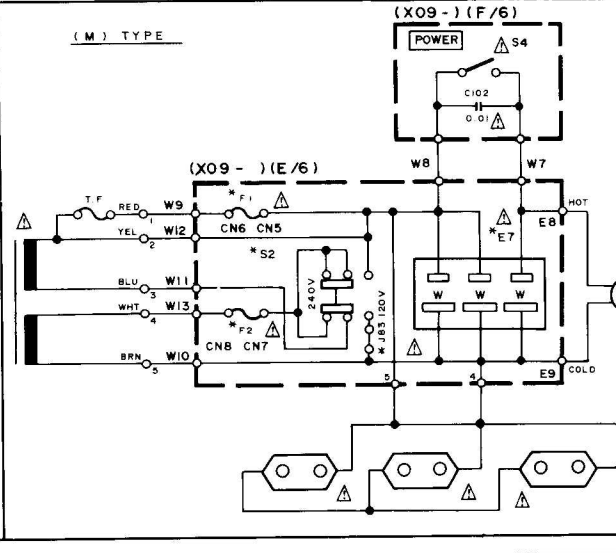 (X09- )(F/6)
(M) TYPE
POWER
S4
C102
0.01
W8
W7
(X09- )(E/6)
T.F
RED
1
W9
*F1
CN6 CN5
E8
HOT
YEL
2
W12
*E7
*S2
BLU
3
W11
240V
W W W
WHT
4
W13
*F2
*J83 120V
CN8 CN7
BRN
5
W10
E9
COLD
5
4